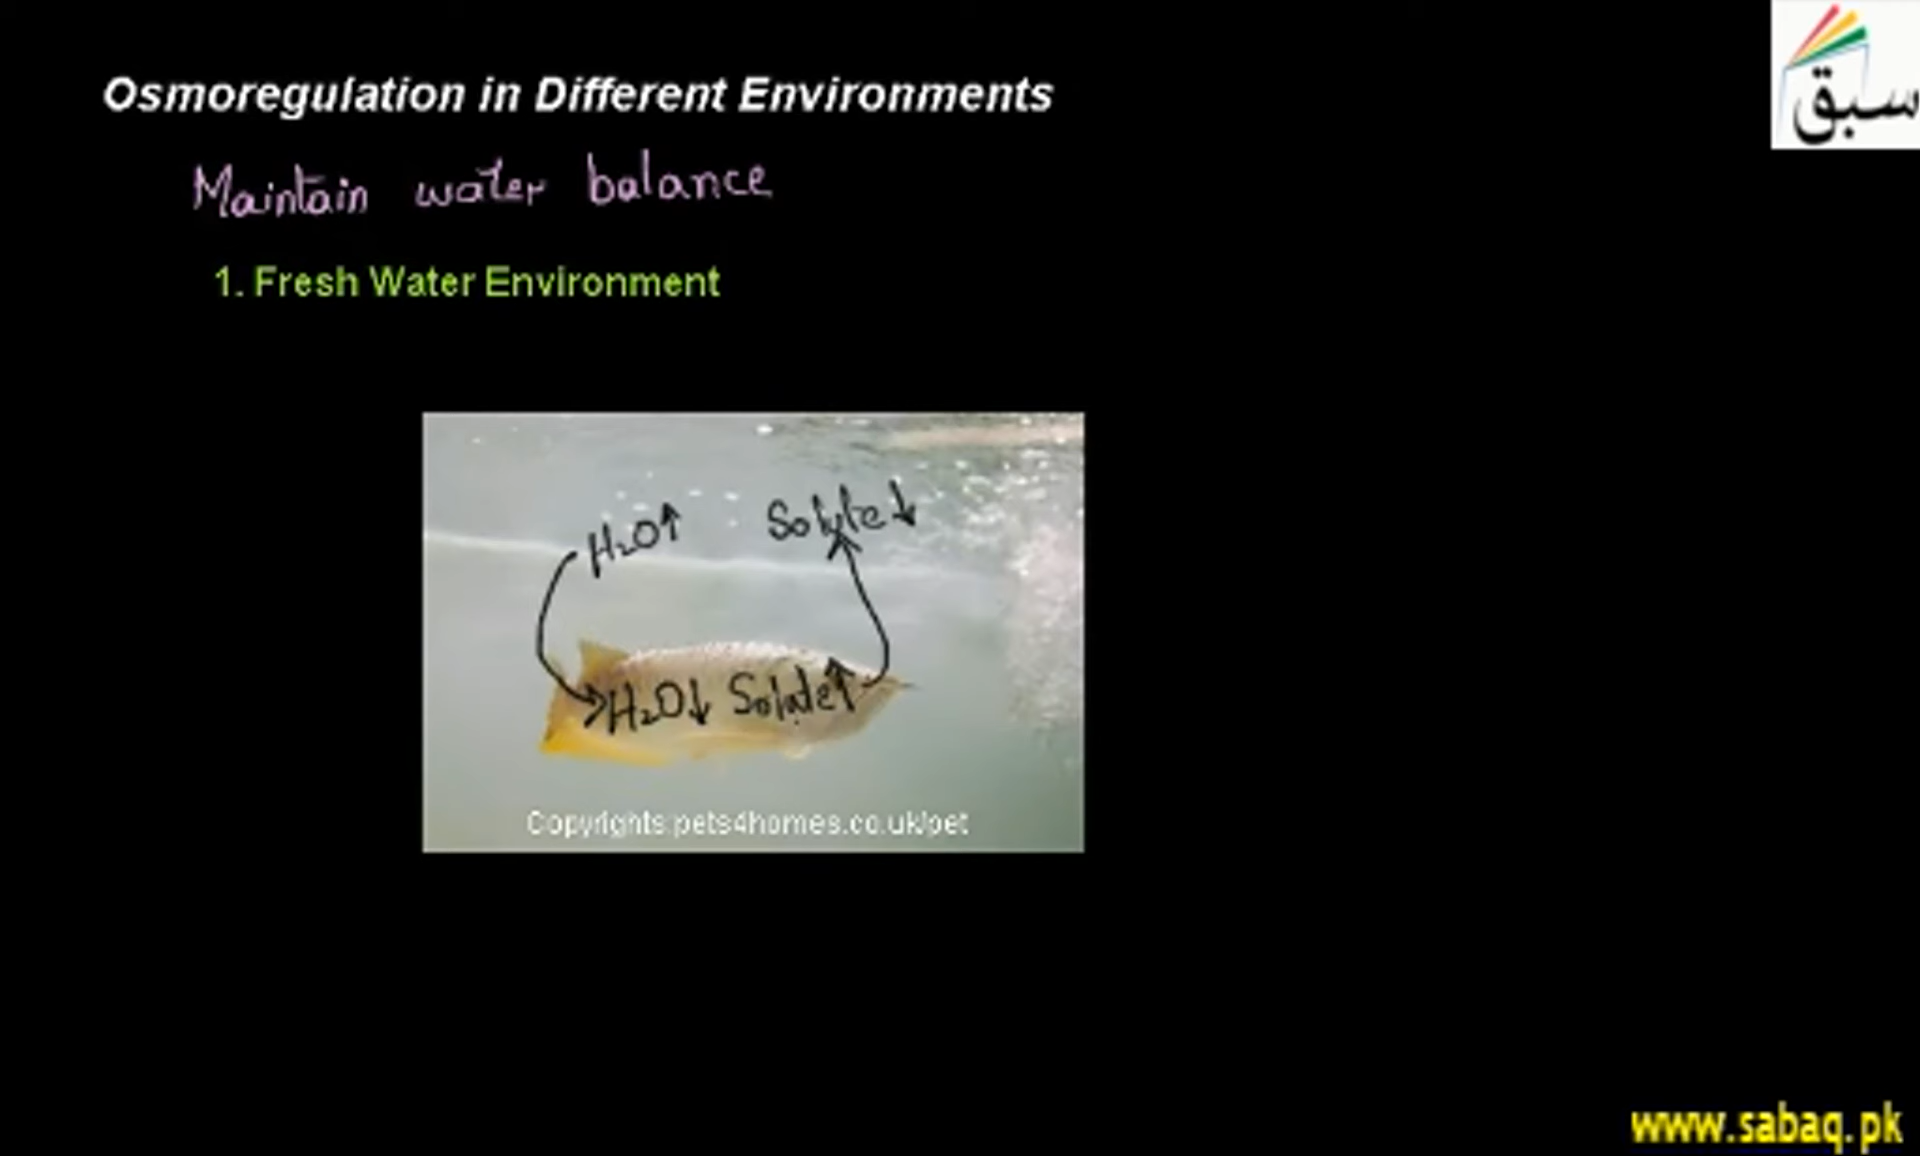 سبق
Osmoregulation in Different Environments
Maintain water balance
1. Fresh Water Environment
H₂O↑ Solute↓
H₂O↓ Solute↑
Copyrights:pets4homes.co.uk/pet
www.sabaq.pk